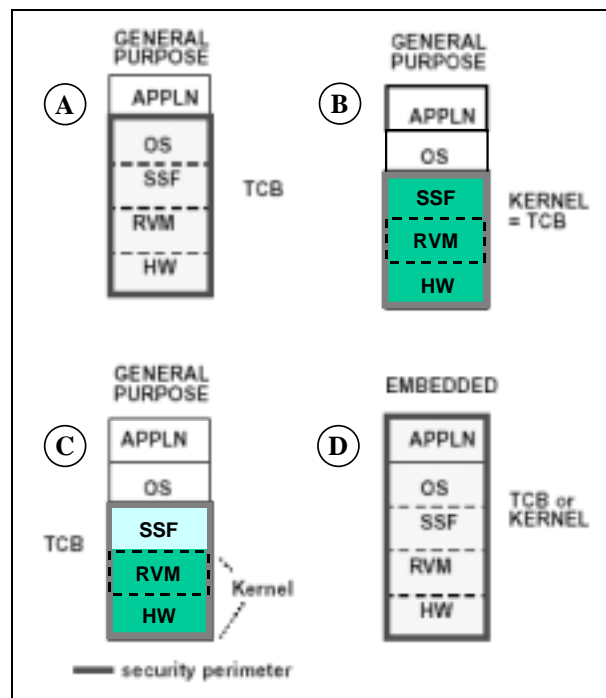 GENERAL
PURPOSE
A
APPLN
OS
SSF
RVM
HW
TCB
GENERAL
PURPOSE
B
APPLN
OS
SSF
RVM
HW
KERNEL
= TCB
GENERAL
PURPOSE
C
APPLN
OS
SSF
RVM
HW
TCB
Kernel
EMBEDDED
D
APPLN
OS
SSF
RVM
HW
TCB or
KERNEL
security perimeter